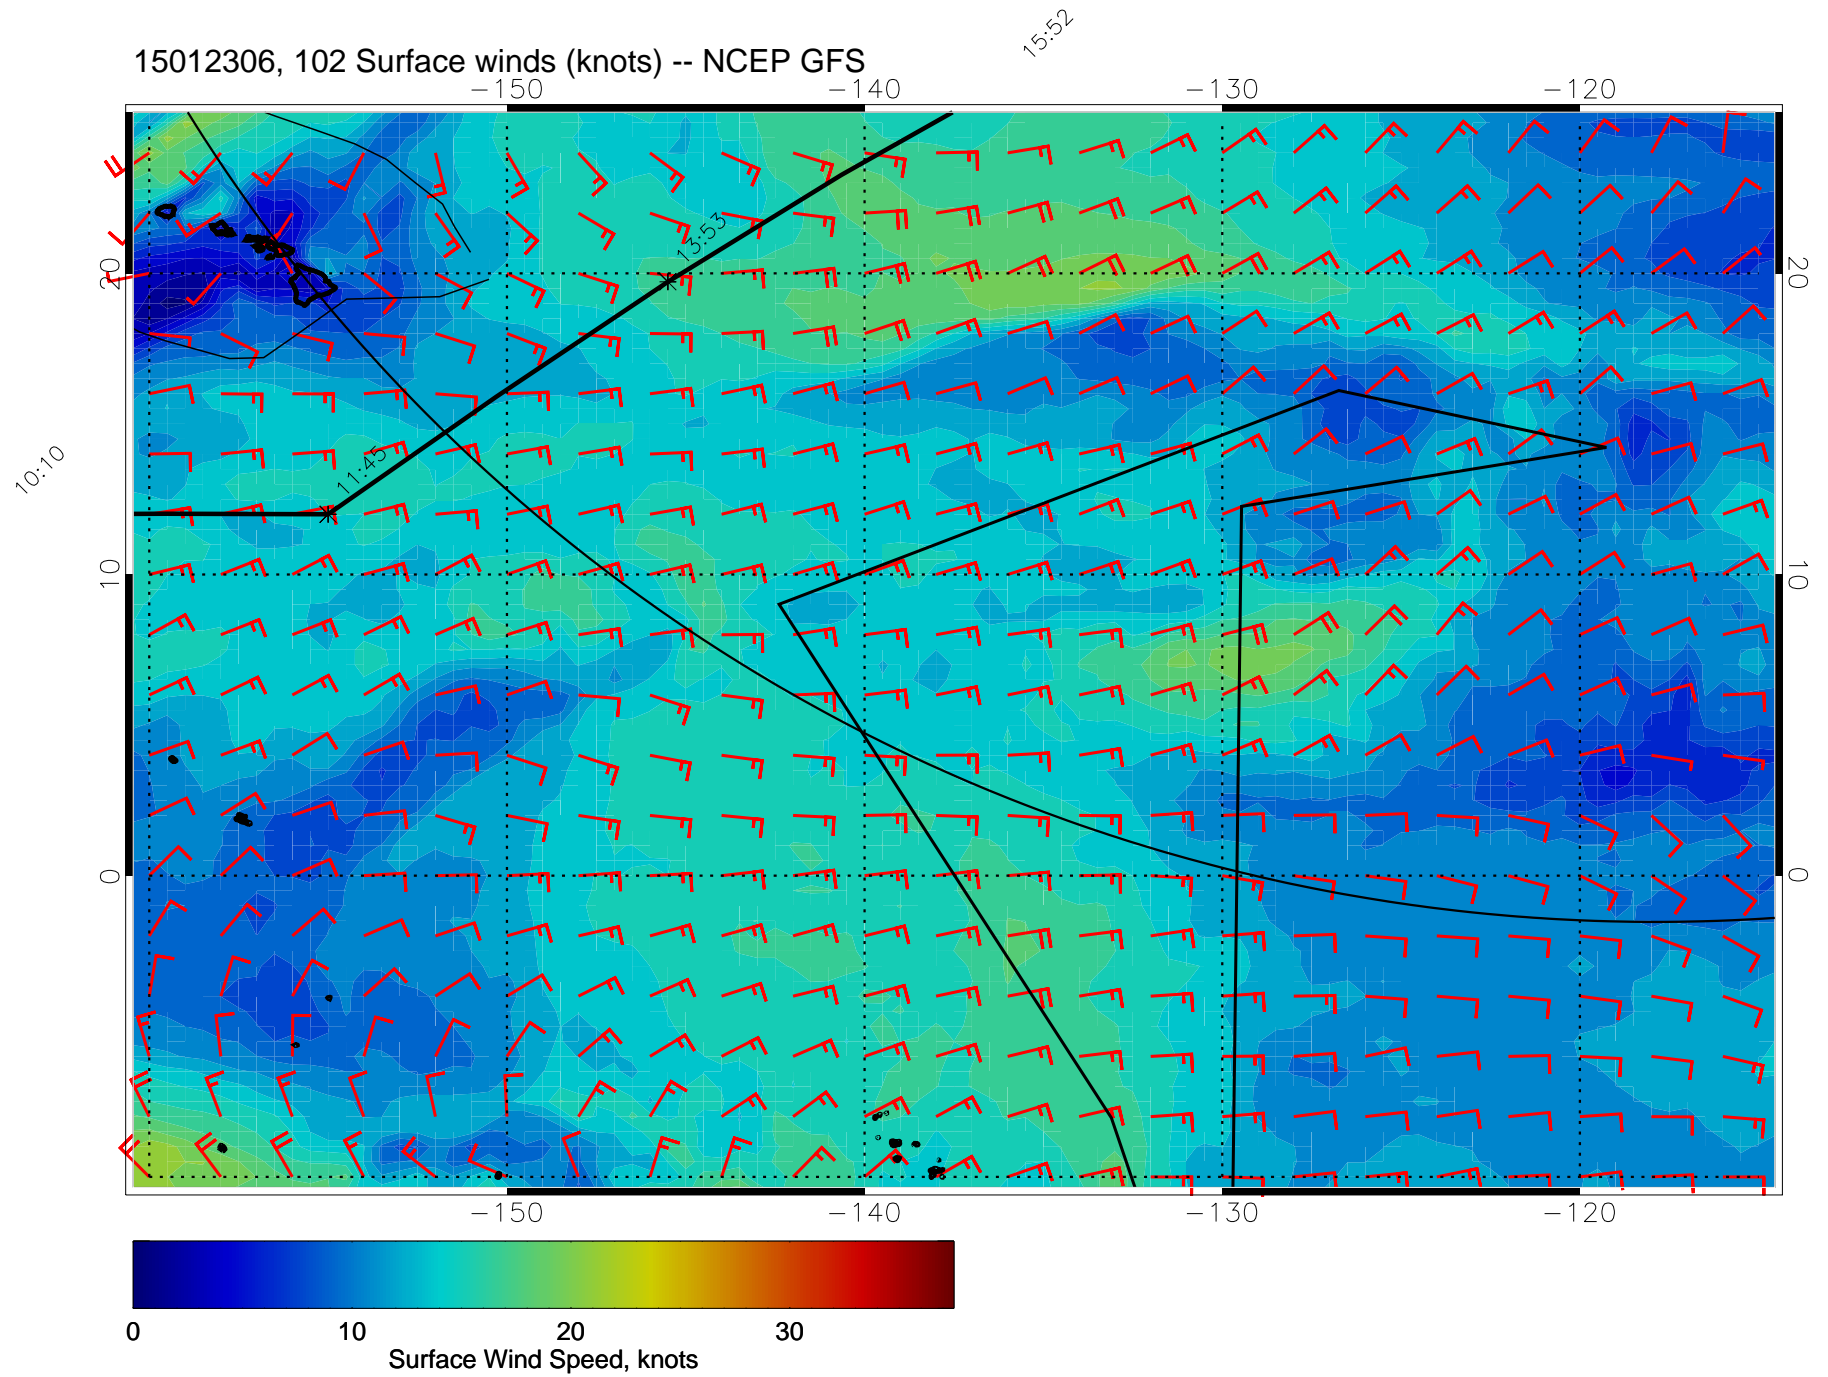 15:52
15012306, 102 Surface winds (knots) -- NCEP GFS
-150 -140 -130 -120
13:53
20 20
11:45
10:10
10 10
0 0
-150 -140 -130 -120
0 10 20 30
Surface Wind Speed, knots